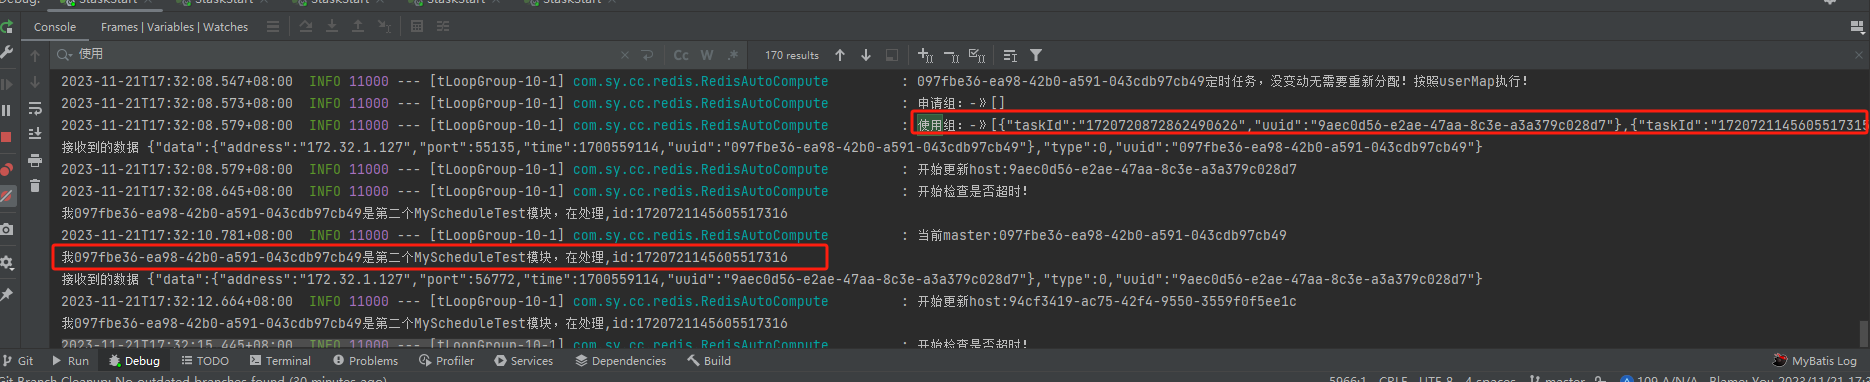 Debug: StaskStart StaskStart StaskStart StaskStart StaskStart
Console Frames | Variables | Watches
使用 Cc W .* 170 results
2023-11-21T17:32:08.547+08:00 INFO 11000 --- [tLoopGroup-10-1] com.sy.cc.redis.RedisAutoCompute : 097fbe36-ea98-42b0-a591-043cdb97cb49定时任务，没变动无需要重新分配！按照userMap执行！
2023-11-21T17:32:08.573+08:00 INFO 11000 --- [tLoopGroup-10-1] com.sy.cc.redis.RedisAutoCompute : 申请组：-》[]
2023-11-21T17:32:08.579+08:00 INFO 11000 --- [tLoopGroup-10-1] com.sy.cc.redis.RedisAutoCompute : 使用组：-》[{"taskId":"1720720872862490626","uuid":"9aec0d56-e2ae-47aa-8c3e-a3a379c028d7"},{"taskId":"1720721145605517315
接收到的数据 {"data":{"address":"172.32.1.127","port":55135,"time":1700559114,"uuid":"097fbe36-ea98-42b0-a591-043cdb97cb49"},"type":0,"uuid":"097fbe36-ea98-42b0-a591-043cdb97cb49"}
2023-11-21T17:32:08.579+08:00 INFO 11000 --- [tLoopGroup-10-1] com.sy.cc.redis.RedisAutoCompute : 开始更新host:9aec0d56-e2ae-47aa-8c3e-a3a379c028d7
2023-11-21T17:32:08.645+08:00 INFO 11000 --- [tLoopGroup-10-1] com.sy.cc.redis.RedisAutoCompute : 开始检查是否超时！
我097fbe36-ea98-42b0-a591-043cdb97cb49是第二个MyScheduleTest模块，在处理,id:1720721145605517316
2023-11-21T17:32:10.781+08:00 INFO 11000 --- [tLoopGroup-10-1] com.sy.cc.redis.RedisAutoCompute : 当前master:097fbe36-ea98-42b0-a591-043cdb97cb49
我097fbe36-ea98-42b0-a591-043cdb97cb49是第二个MyScheduleTest模块，在处理,id:1720721145605517316
接收到的数据 {"data":{"address":"172.32.1.127","port":56772,"time":1700559114,"uuid":"9aec0d56-e2ae-47aa-8c3e-a3a379c028d7"},"type":0,"uuid":"9aec0d56-e2ae-47aa-8c3e-a3a379c028d7"}
2023-11-21T17:32:12.664+08:00 INFO 11000 --- [tLoopGroup-10-1] com.sy.cc.redis.RedisAutoCompute : 开始更新host:94cf3419-ac75-42f4-9550-3559f0f5ee1c
我097fbe36-ea98-42b0-a591-043cdb97cb49是第二个MyScheduleTest模块，在处理,id:1720721145605517316
2023-11-21T17:32:15.445+08:00 INFO 11000 --- [tLoopGroup-10-1] com.sy.cc.redis.RedisAutoCompute : 开始检查是否超时！
Git Run Debug TODO Terminal Problems Profiler Services Dependencies Build MyBatis Log
Git Branch Cleanup: No outdated branches found (30 minutes ago) 5966:1 CRLF UTF-8 4 spaces master 109 Δ/N/A Blame: You 2023/11/21 17: